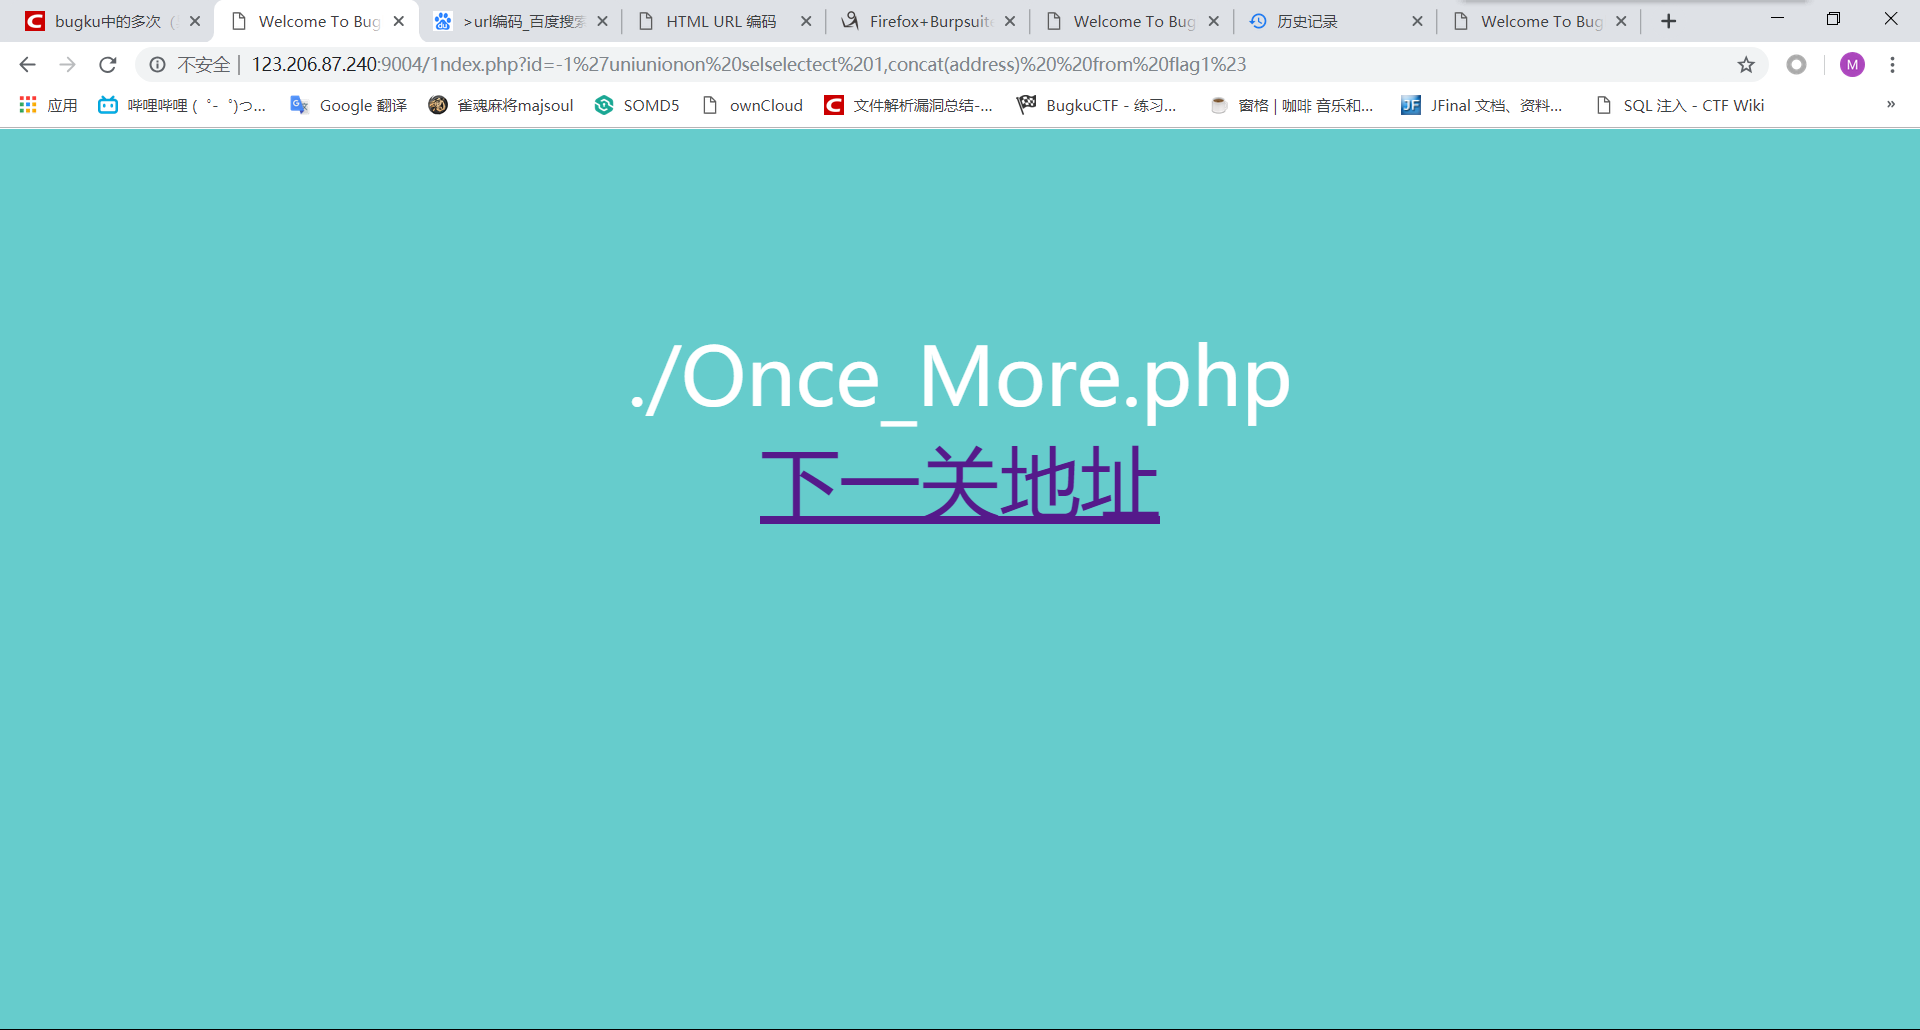 bugku中的多次
Welcome To Bug
>url编码_百度搜索
HTML URL 编码
Firefox+Burpsuite
Welcome To Bug
历史记录
Welcome To Bug
不安全 | 123.206.87.240:9004/1ndex.php?id=-1%27uniunionon%20selselectect%201,concat(address)%20%20from%20flag1%23
M
应用
哔哩哔哩 (゜-゜)つ...
Google 翻译
雀魂麻将majsoul
SOMD5
ownCloud
文件解析漏洞总结-...
BugkuCTF - 练习...
窗格 | 咖啡 音乐和...
JFinal 文档、资料...
SQL 注入 - CTF Wiki
»
./Once_More.php
下一关地址